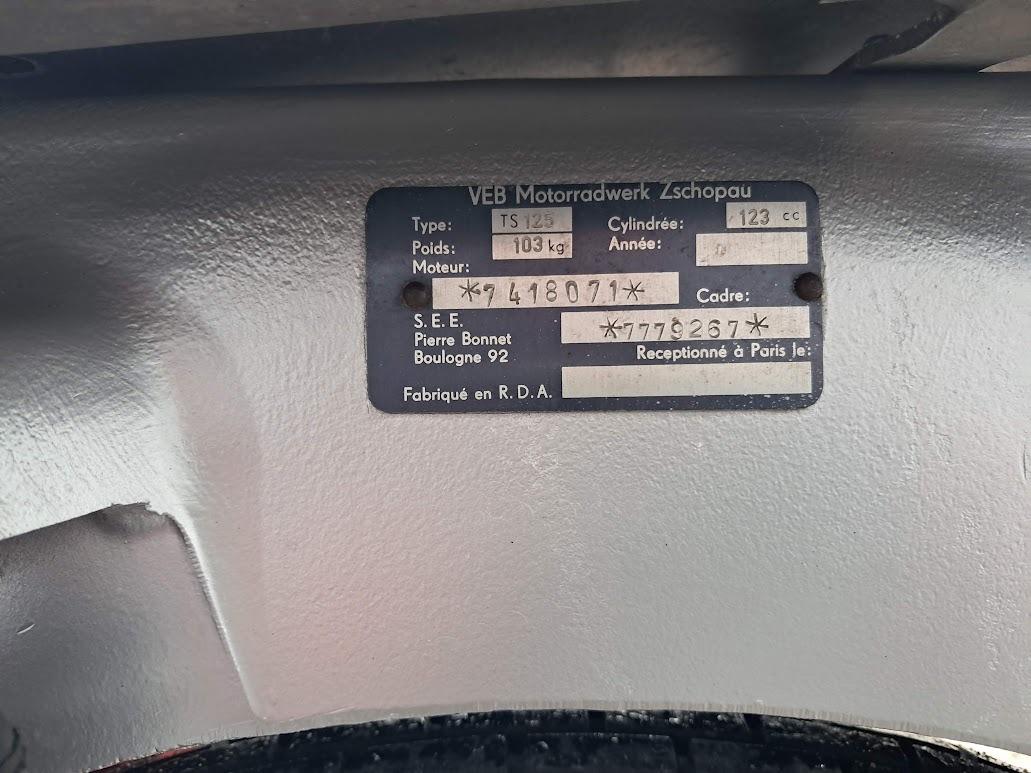 VEB Motorradwerk Zschopau
Type: TS 125 Cylindrée: 123 cc
Poids: 103 kg Année:
Moteur:
*7418071* Cadre:
S.E.E. *7779267*
Pierre Bonnet
Boulogne 92 Receptionné à Paris le:
Fabriqué en R.D.A.